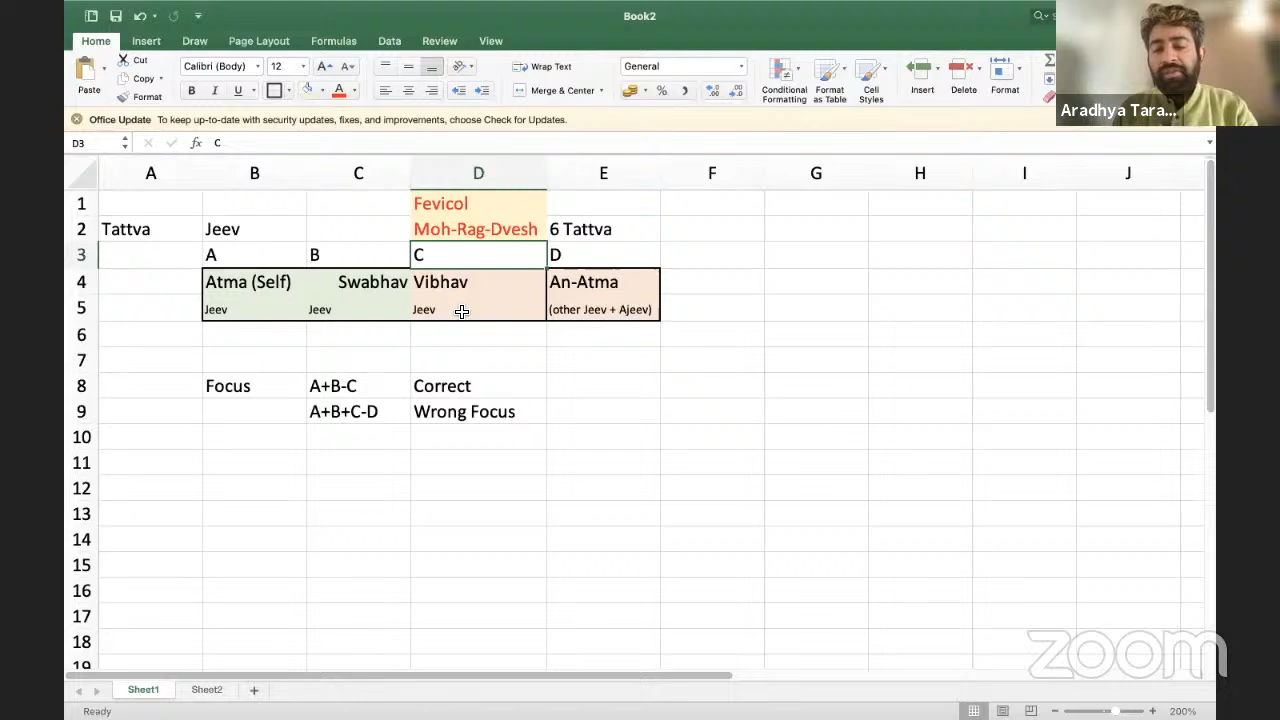 Book2
Home Insert Draw Page Layout Formulas Data Review View
Paste
Cut
Copy
Format
Calibri (Body) 12 A A
B I U A
Wrap Text
Merge & Center
General
% )
Conditional Formatting
Format as Table
Cell Styles
Insert
Delete
Format
Aradhya Tara...
Office Update To keep up-to-date with security updates, fixes, and improvements, choose Check for Updates.
D3 fx C
A B C D E F G H I J
1 Fevicol
2 Tattva Jeev Moh-Rag-Dvesh 6 Tattva
3 A B C D
4 Atma (Self) Swabhav Vibhav An-Atma
5 Jeev Jeev Jeev (other Jeev + Ajeev)
6
7
8 Focus A+B-C Correct
9 A+B+C-D Wrong Focus
10
11
12
13
14
15
16
17
18
19
zoom
Sheet1 Sheet2 +
Ready 200%